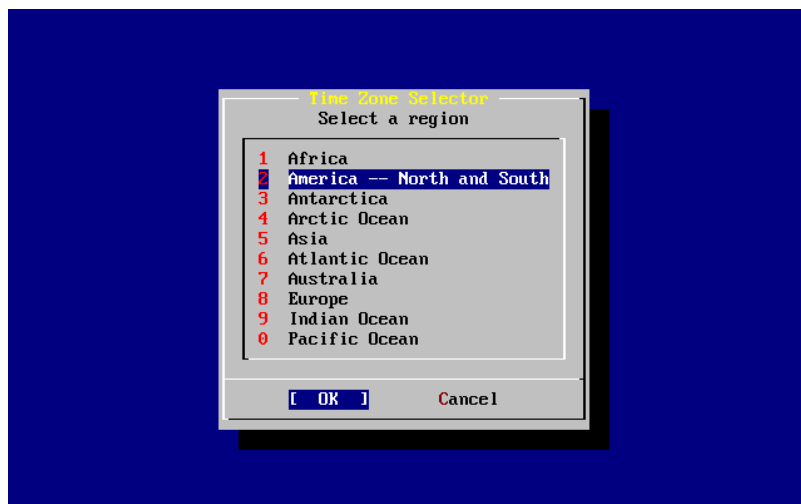 Time Zone Selector
Select a region
1 Africa
2 America -- North and South
3 Antarctica
4 Arctic Ocean
5 Asia
6 Atlantic Ocean
7 Australia
8 Europe
9 Indian Ocean
0 Pacific Ocean
[ OK ] Cancel